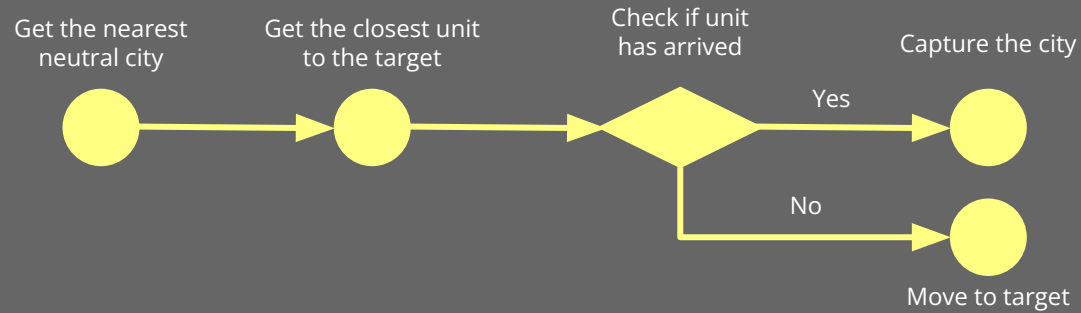 Get the nearest
neutral city
Get the closest unit
to the target
Check if unit
has arrived
Capture the city
Yes
No
Move to target